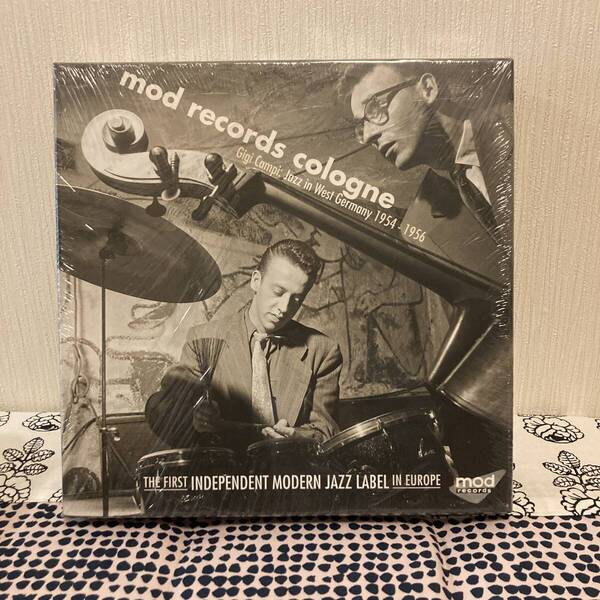 mod records cologne
Gigi Campi: Jazz in West Germany 1954 - 1956
THE FIRST INDEPENDENT MODERN JAZZ LABEL IN EUROPE
mod
records